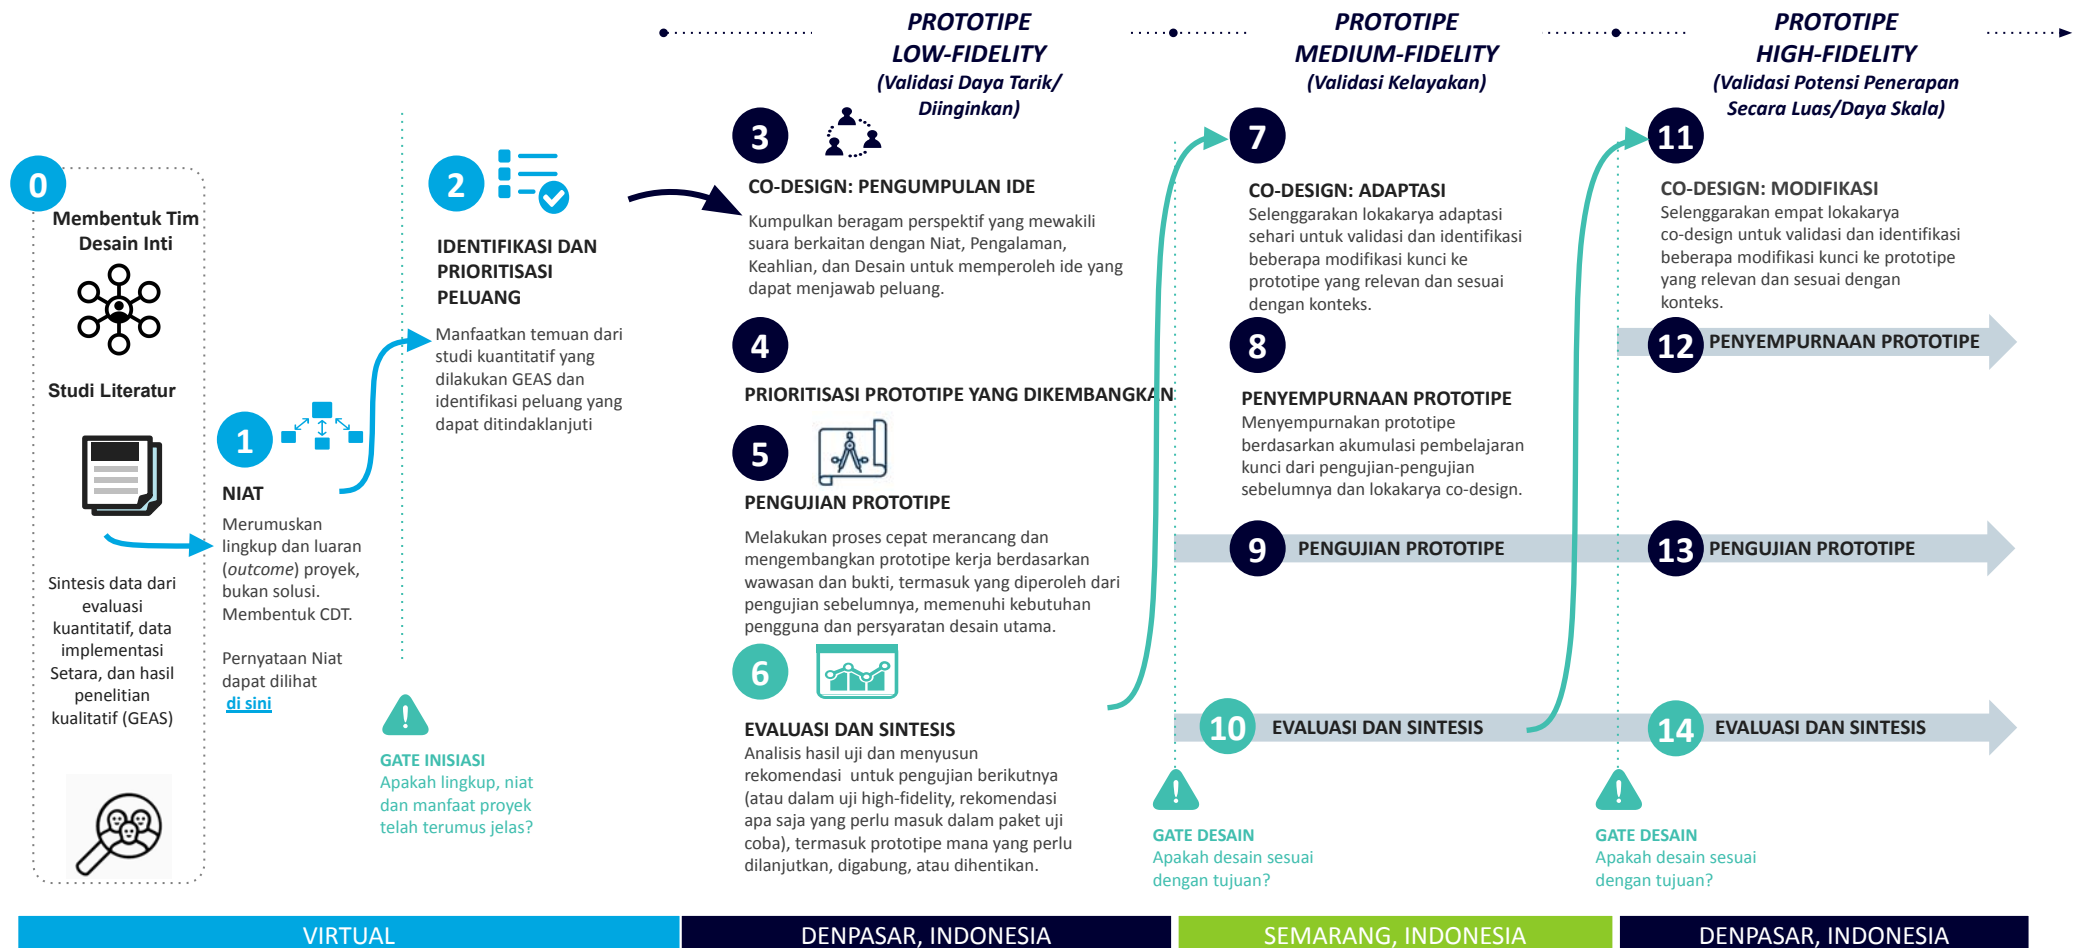 PROTOTIPE
LOW-FIDELITY
(Validasi Daya Tarik/
Diinginkan)
PROTOTIPE
MEDIUM-FIDELITY
(Validasi Kelayakan)
PROTOTIPE
HIGH-FIDELITY
(Validasi Potensi Penerapan
Secara Luas/Daya Skala)
0
Membentuk Tim
Desain Inti
Studi Literatur
Sintesis data dari
evaluasi
kuantitatif, data
implementasi
Setara, dan hasil
penelitian
kualitatif (GEAS)
1
NIAT
Merumuskan
lingkup dan luaran
(outcome) proyek,
bukan solusi.
Membentuk CDT.
Pernyataan Niat
dapat dilihat
di sini
2
IDENTIFIKASI DAN
PRIORITISASI
PELUANG
Manfaatkan temuan dari
studi kuantitatif yang
dilakukan GEAS dan
identifikasi peluang yang
dapat ditindaklanjuti
GATE INISIASI
Apakah lingkup, niat
dan manfaat proyek
telah terumus jelas?
3
CO-DESIGN: PENGUMPULAN IDE
Kumpulkan beragam perspektif yang mewakili
suara berkaitan dengan Niat, Pengalaman,
Keahlian, dan Desain untuk memperoleh ide yang
dapat menjawab peluang.
4
PRIORITISASI PROTOTIPE YANG DIKEMBANGKAN
5
PENGUJIAN PROTOTIPE
Melakukan proses cepat merancang dan
mengembangkan prototipe kerja berdasarkan
wawasan dan bukti, termasuk yang diperoleh dari
pengujian sebelumnya, memenuhi kebutuhan
pengguna dan persyaratan desain utama.
6
EVALUASI DAN SINTESIS
Analisis hasil uji dan menyusun
rekomendasi untuk pengujian berikutnya
(atau dalam uji high-fidelity, rekomendasi
apa saja yang perlu masuk dalam paket uji
coba), termasuk prototipe mana yang perlu
dilanjutkan, digabung, atau dihentikan.
7
CO-DESIGN: ADAPTASI
Selenggarakan lokakarya adaptasi
sehari untuk validasi dan identifikasi
beberapa modifikasi kunci ke
prototipe yang relevan dan sesuai
dengan konteks.
8
PENYEMPURNAAN PROTOTIPE
Menyempurnakan prototipe
berdasarkan akumulasi pembelajaran
kunci dari pengujian-pengujian
sebelumnya dan lokakarya co-design.
9 PENGUJIAN PROTOTIPE
10 EVALUASI DAN SINTESIS
GATE DESAIN
Apakah desain sesuai
dengan tujuan?
11
CO-DESIGN: MODIFIKASI
Selenggarakan empat lokakarya
co-design untuk validasi dan identifikasi
beberapa modifikasi kunci ke prototipe
yang relevan dan sesuai dengan
konteks.
12 PENYEMPURNAAN PROTOTIPE
13 PENGUJIAN PROTOTIPE
14 EVALUASI DAN SINTESIS
GATE DESAIN
Apakah desain sesuai
dengan tujuan?
VIRTUAL
DENPASAR, INDONESIA
SEMARANG, INDONESIA
DENPASAR, INDONESIA